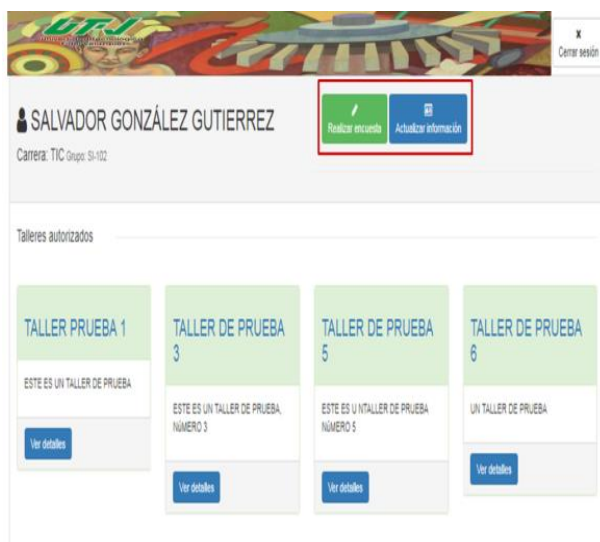 UTJ
x
Cerrar sesión
SALVADOR GONZÁLEZ GUTIERREZ
Realizar encuesta
Actualizar información
Carrera: TIC Grupo: SI-102
Talleres autorizados
TALLER PRUEBA 1
ESTE ES UN TALLER DE PRUEBA
Ver detalles
TALLER DE PRUEBA
3
ESTE ES UN TALLER DE PRUEBA,
NÚMERO 3
Ver detalles
TALLER DE PRUEBA
5
ESTE ES U NTALLER DE PRUEBA
NÚMERO 5
Ver detalles
TALLER DE PRUEBA
6
UN TALLER DE PRUEBA
Ver detalles